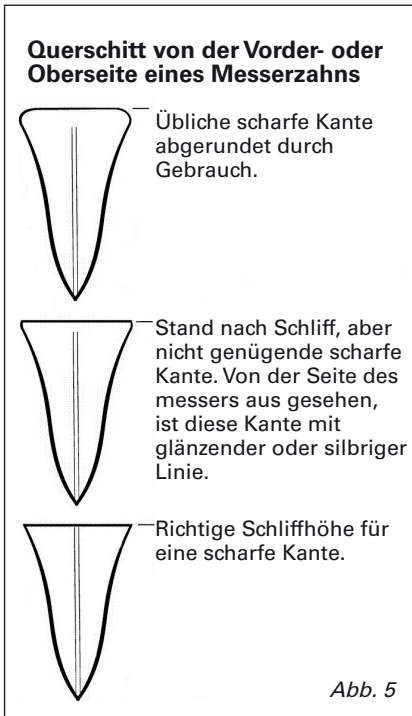 Querschitt von der Vorder- oder
Oberseite eines Messerzahns
Übliche scharfe Kante
abgerundet durch
Gebrauch.
Stand nach Schliff, aber
nicht genügende scharfe
Kante. Von der Seite des
messers aus gesehen,
ist diese Kante mit
glänzender oder silbriger
Linie.
Richtige Schliffhöhe für
eine scharfe Kante.
Abb. 5